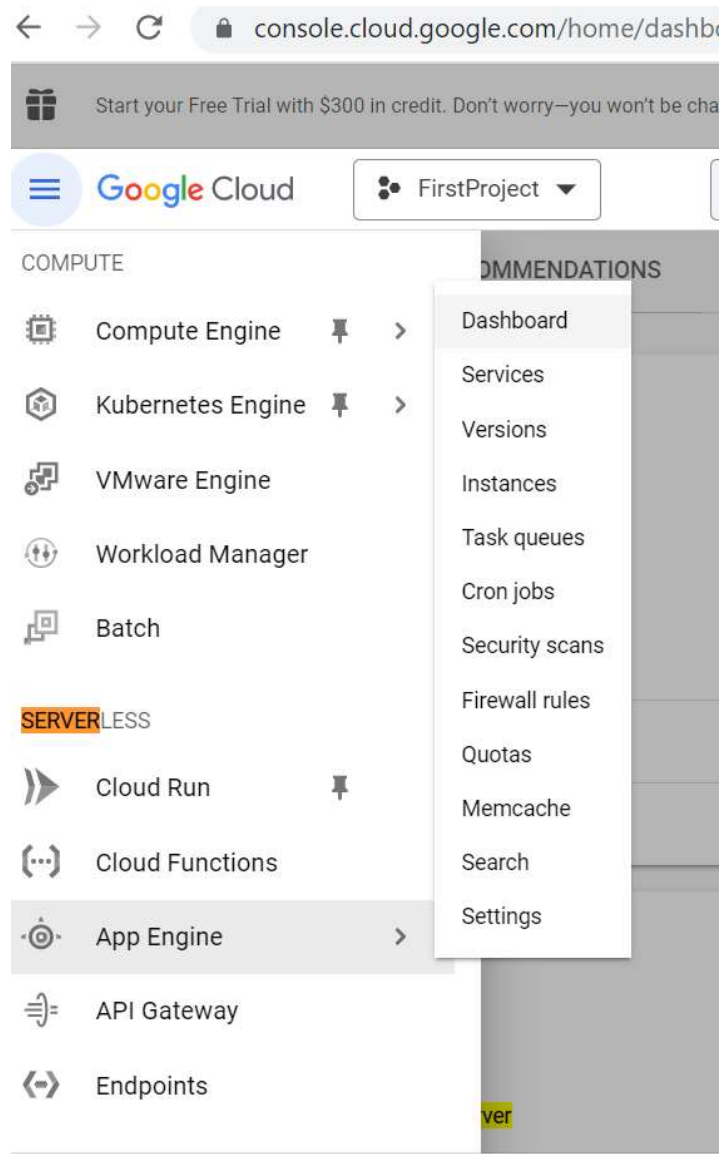 console.cloud.google.com/home/dashbo
Start your Free Trial with $300 in credit. Don't worry—you won't be cha
Google Cloud
FirstProject
COMPUTE
OMMENDATIONS
Compute Engine
Kubernetes Engine
VMware Engine
Workload Manager
Batch
SERVERLESS
Cloud Run
Cloud Functions
App Engine
API Gateway
Endpoints
Dashboard
Services
Versions
Instances
Task queues
Cron jobs
Security scans
Firewall rules
Quotas
Memcache
Search
Settings
ver